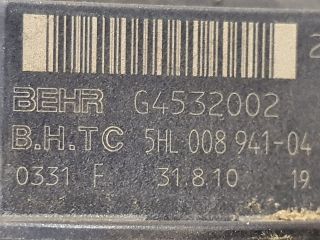 BEHR G4532002
B.H.TC 5HL 008 941-04
0331 F 31.8.10 19